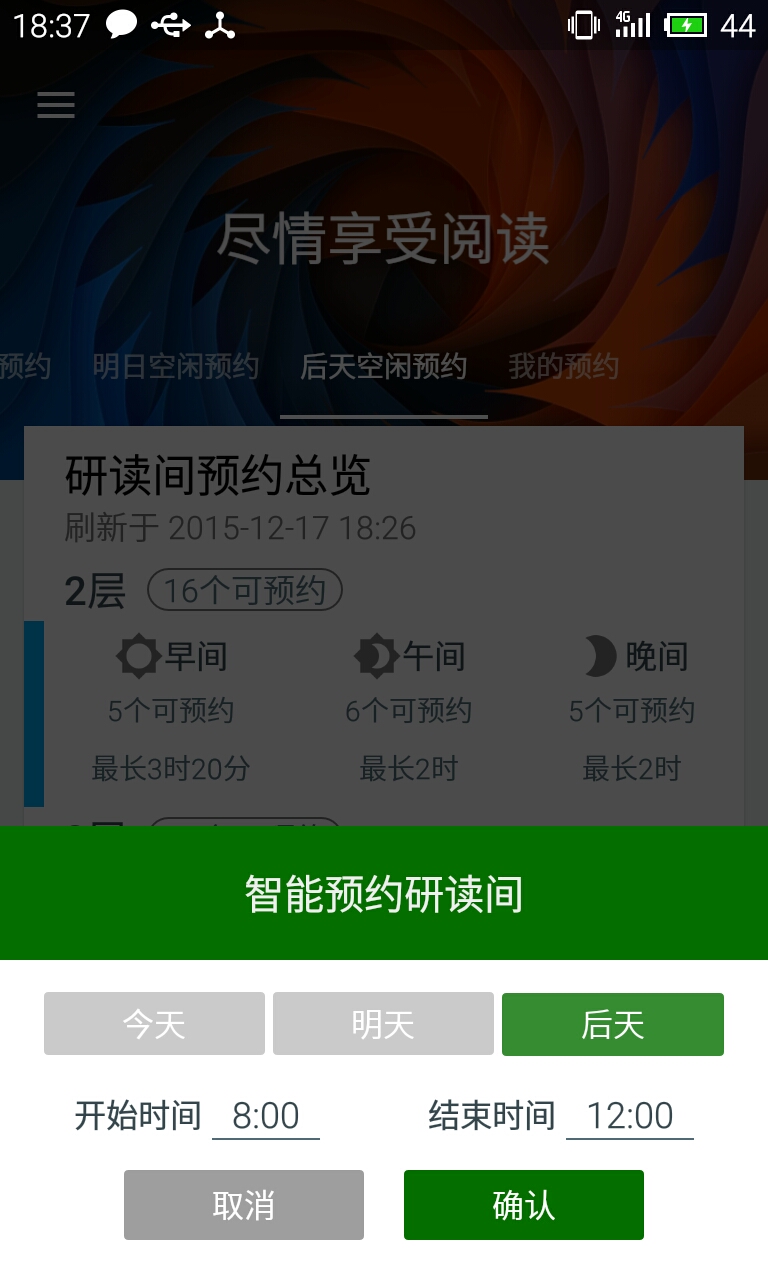 18:37 4G 44
尽情享受阅读
预约 明日空闲预约 后天空闲预约 我的预约
研读间预约总览
刷新于 2015-12-17 18:26
2层 16个可预约
早间 午间 晚间
5个可预约 6个可预约 5个可预约
最长3时20分 最长2时 最长2时
智能预约研读间
今天 明天 后天
开始时间 8:00 结束时间 12:00
取消 确认